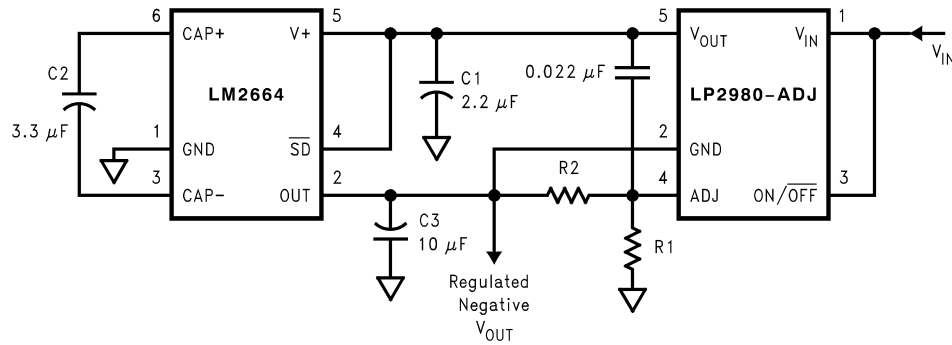 6
CAP+
V+
5
5
V_OUT
V_IN
1
V_IN
C2
3.3 μF
LM2664
C1
2.2 μF
0.022 μF
LP2980-ADJ
1
GND
S̅D̅
4
2
GND
3
CAP-
OUT
2
R2
4
ADJ
ON/O̅F̅F̅
3
C3
10 μF
R1
Regulated
Negative
V_OUT